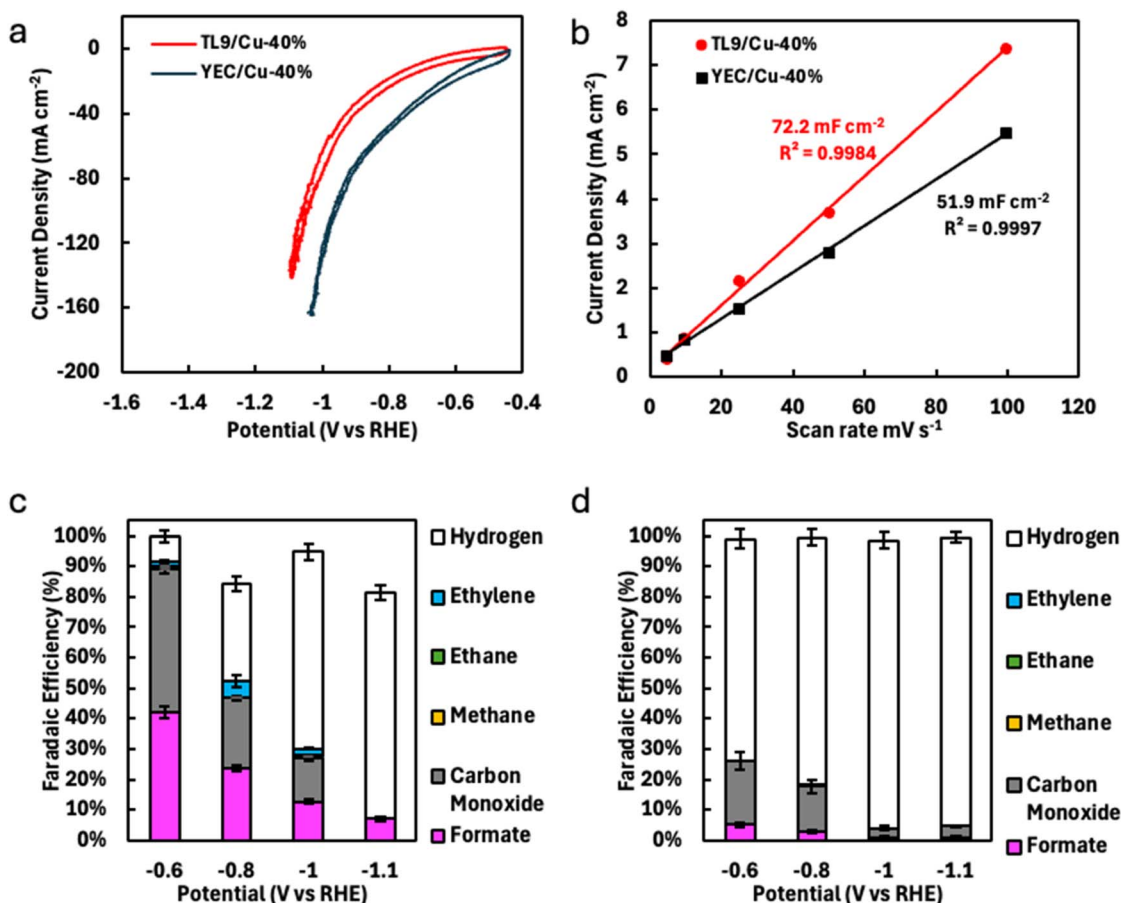 a
TL9/Cu-40%
YEC/Cu-40%
0
-40
-80
-120
-160
-200
Current Density (mA cm⁻²)
-1.6
-1.4
-1.2
-1
-0.8
-0.6
-0.4
Potential (V vs RHE)
b
TL9/Cu-40%
YEC/Cu-40%
72.2 mF cm⁻²
R² = 0.9984
51.9 mF cm⁻²
R² = 0.9997
8
7
6
5
4
3
2
1
0
Current Density (mA cm⁻²)
0
20
40
60
80
100
120
Scan rate mV s⁻¹
c
100%
90%
80%
70%
60%
50%
40%
30%
20%
10%
0%
Faradaic Efficiency (%)
-0.6
-0.8
-1
-1.1
Potential (V vs RHE)
Hydrogen
Ethylene
Ethane
Methane
Carbon
Monoxide
Formate
d
100%
90%
80%
70%
60%
50%
40%
30%
20%
10%
0%
Faradaic Efficiency (%)
-0.6
-0.8
-1
-1.1
Potential (V vs RHE)
Hydrogen
Ethylene
Ethane
Methane
Carbon
Monoxide
Formate